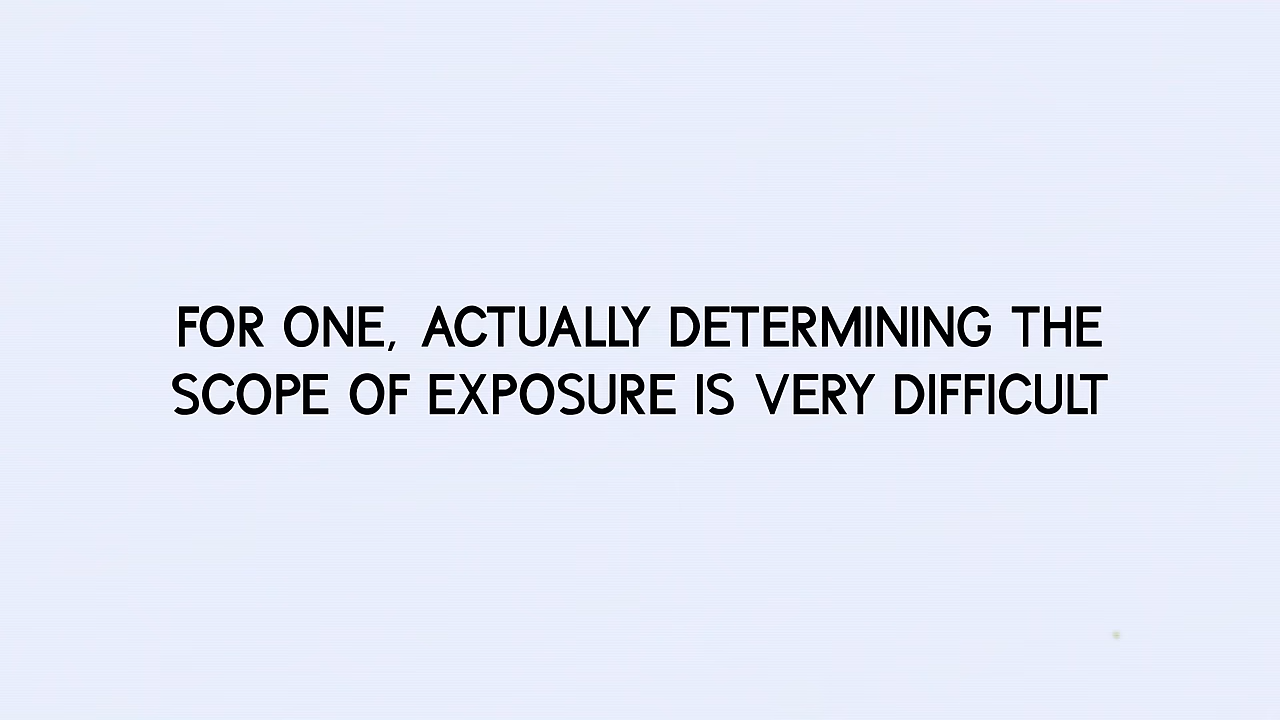 FOR ONE, ACTUALLY DETERMINING THE
SCOPE OF EXPOSURE IS VERY DIFFICULT